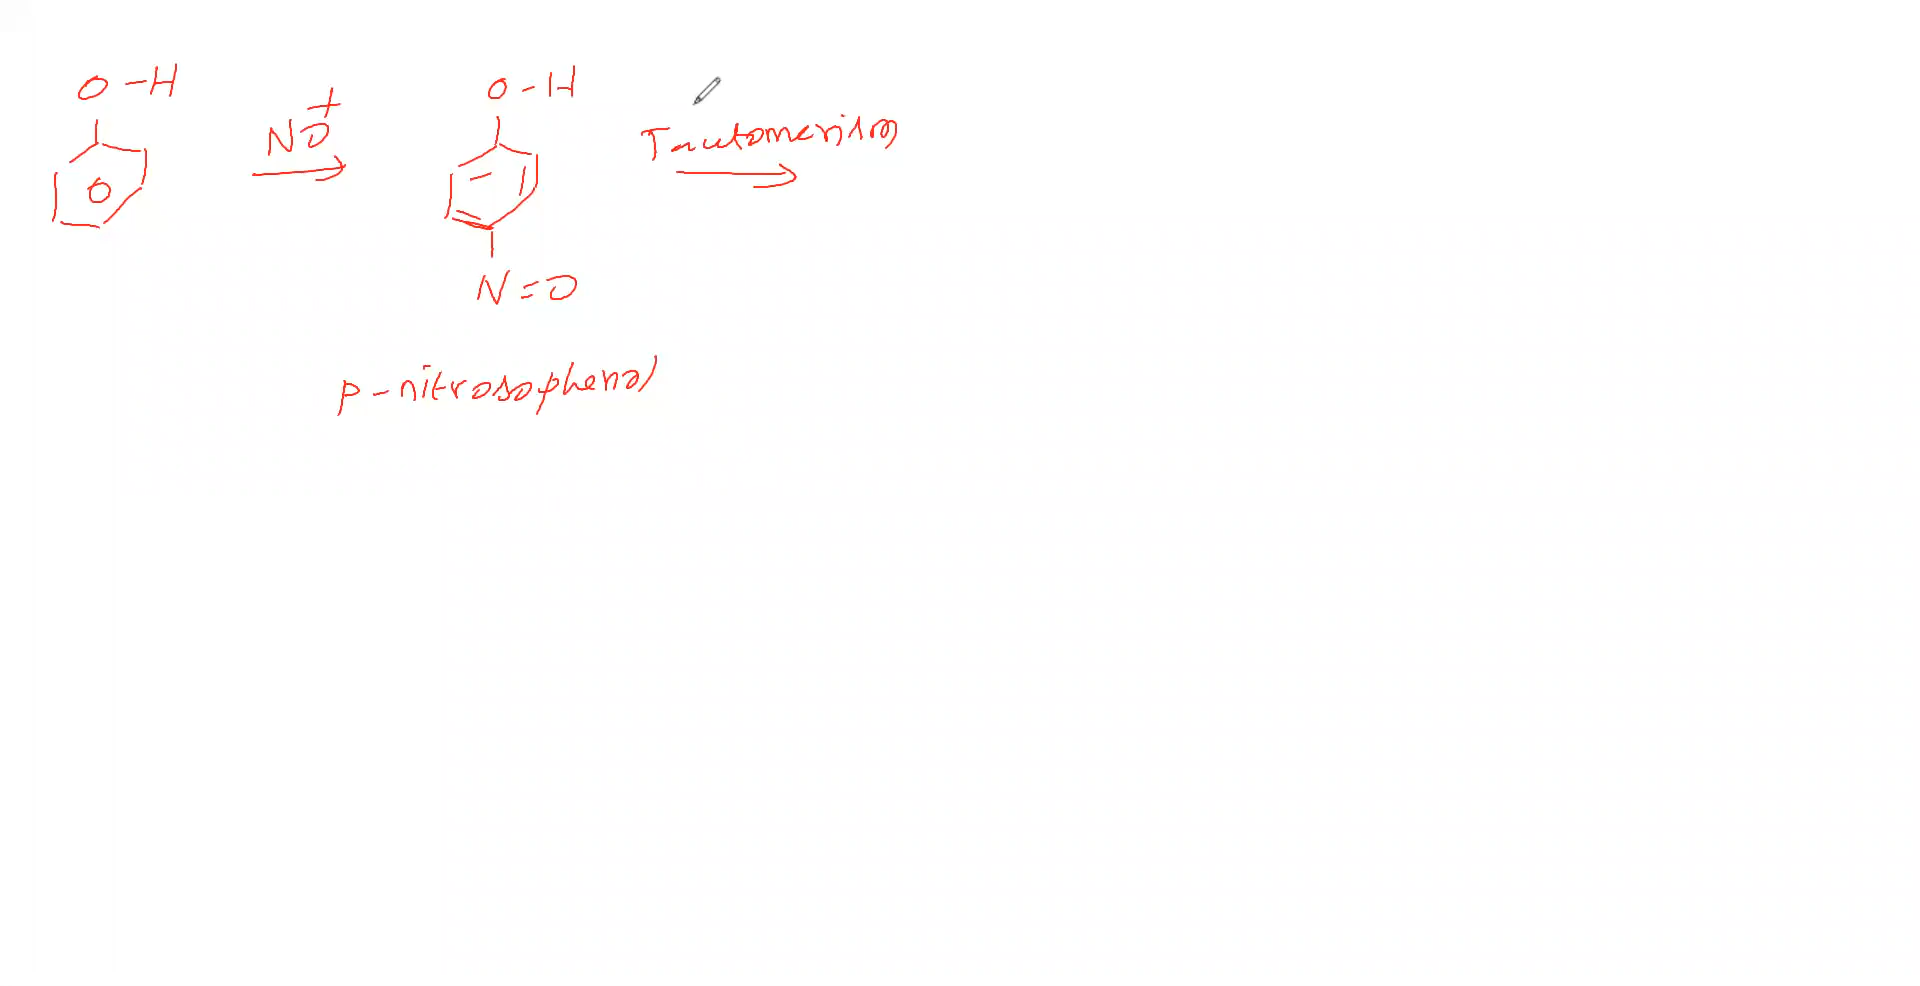 O-H
NO+
O-H
Tautomerism
N=O
p-nitrosophenol